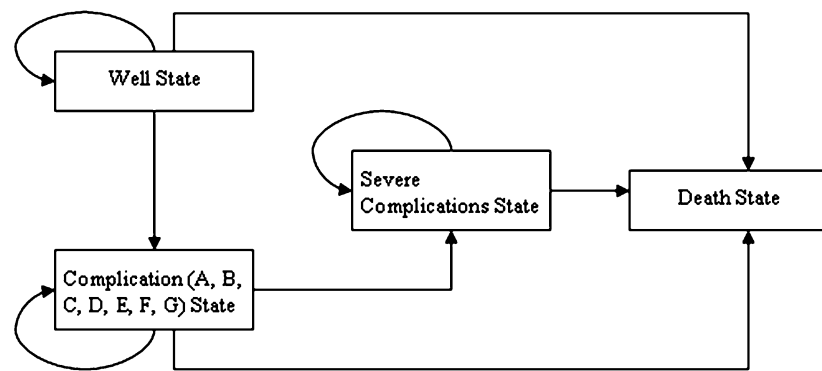 Well State
Severe
Complications State
Death State
Complication (A, B,
C, D, E, F, G) State